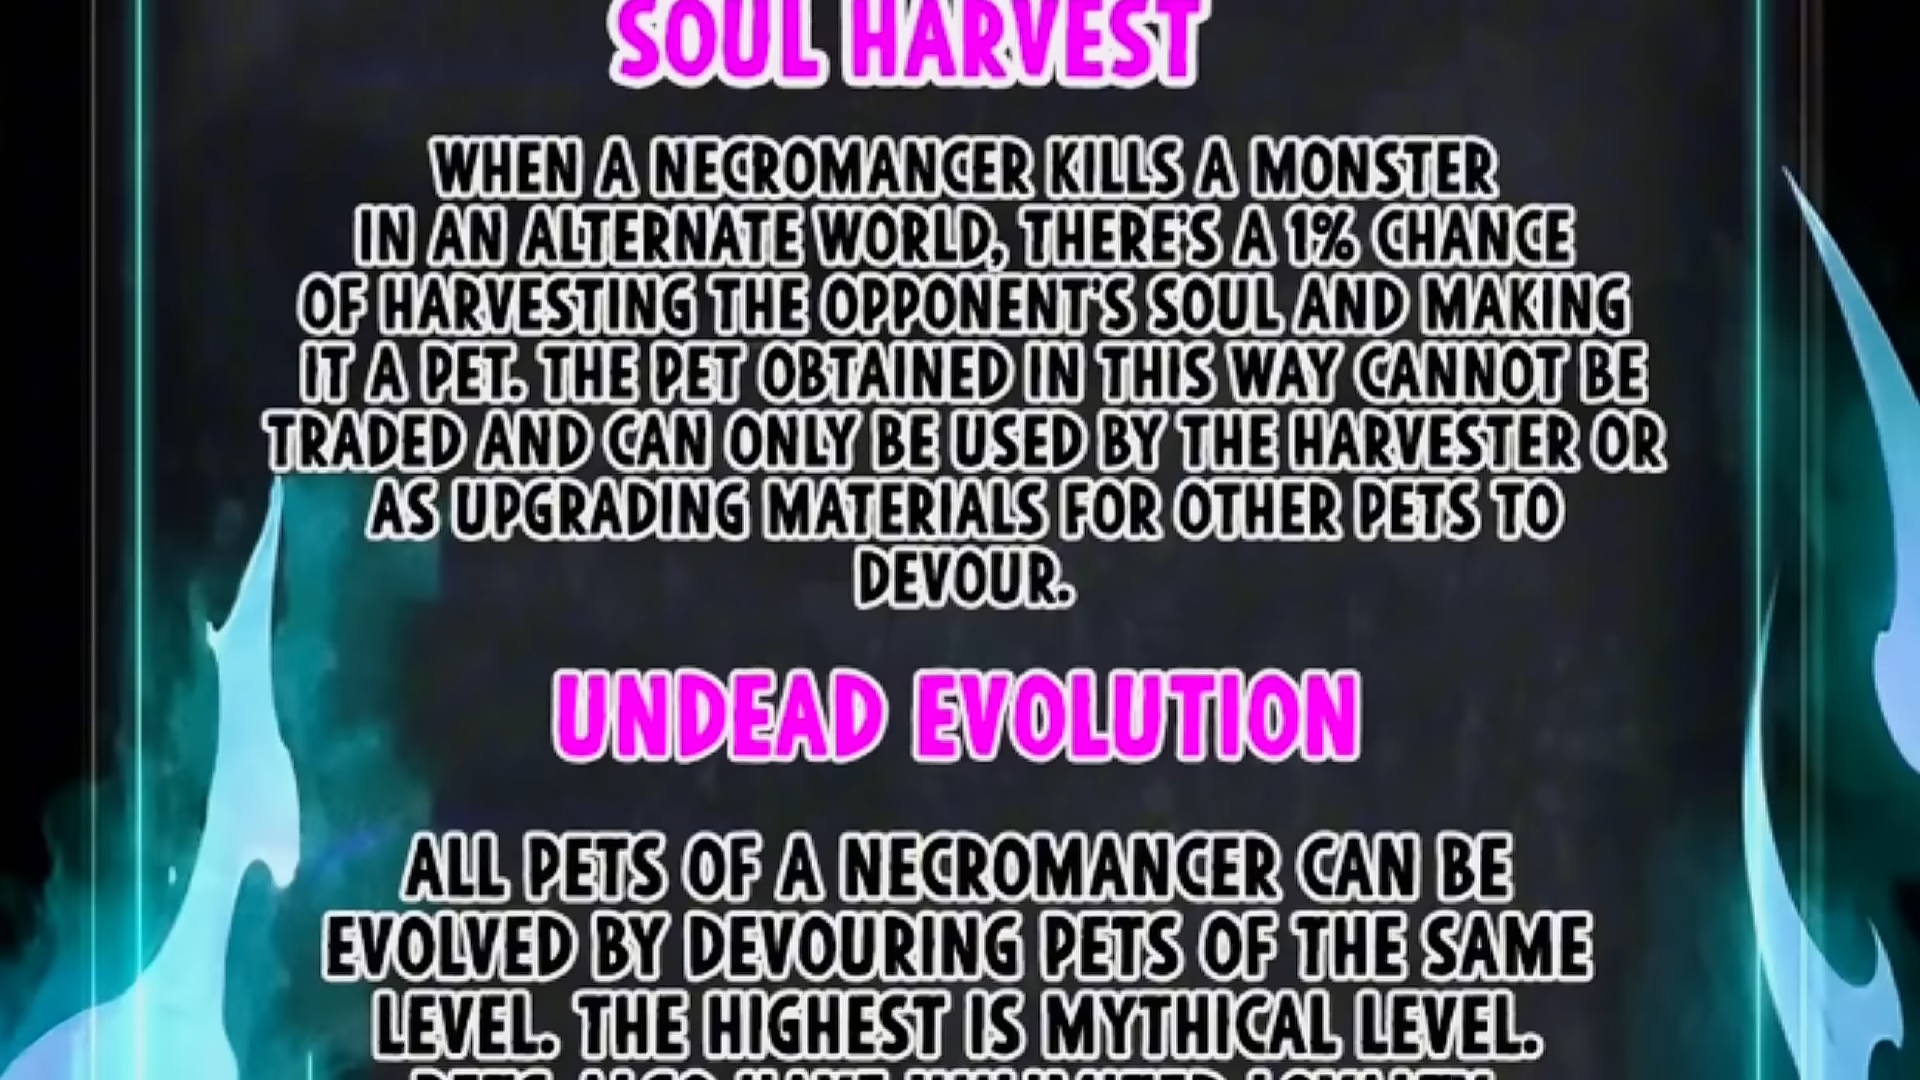 SOUL HARVEST
WHEN A NECROMANCER KILLS A MONSTER
IN AN ALTERNATE WORLD, THERE'S A 1% CHANCE
OF HARVESTING THE OPPONENT'S SOUL AND MAKING
IT A PET. THE PET OBTAINED IN THIS WAY CANNOT BE
TRADED AND CAN ONLY BE USED BY THE HARVESTER OR
AS UPGRADING MATERIALS FOR OTHER PETS TO
DEVOUR.
UNDEAD EVOLUTION
ALL PETS OF A NECROMANCER CAN BE
EVOLVED BY DEVOURING PETS OF THE SAME
LEVEL. THE HIGHEST IS MYTHICAL LEVEL.